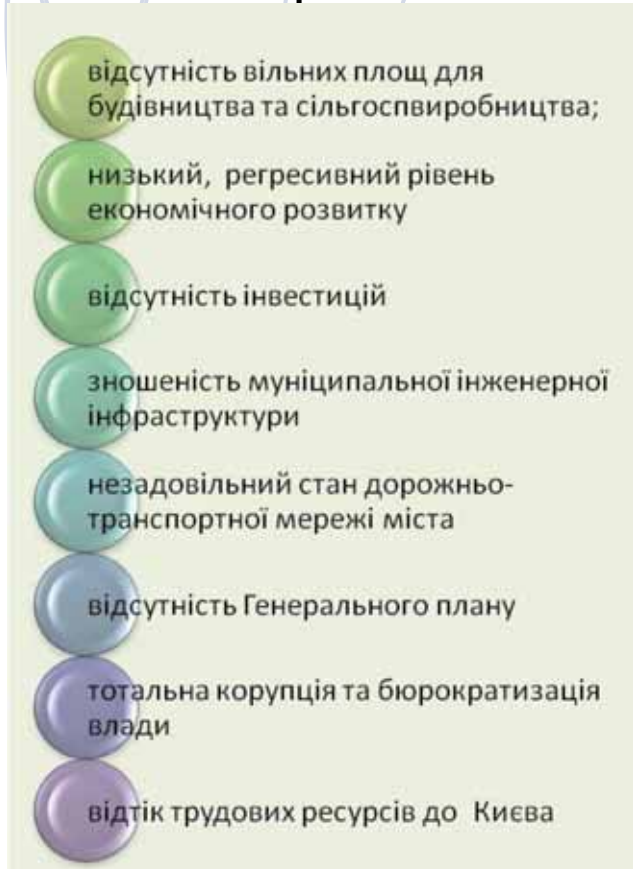 відсутність вільних площ для
будівництва та сільгоспвиробництва;
низький, регресивний рівень
економічного розвитку
відсутність інвестицій
зношеність муніципальної інженерної
інфраструктури
незадовільний стан дорожньо-
транспортної мережі міста
відсутність Генерального плану
тотальна корупція та бюрократизація
влади
відтік трудових ресурсів до Києва